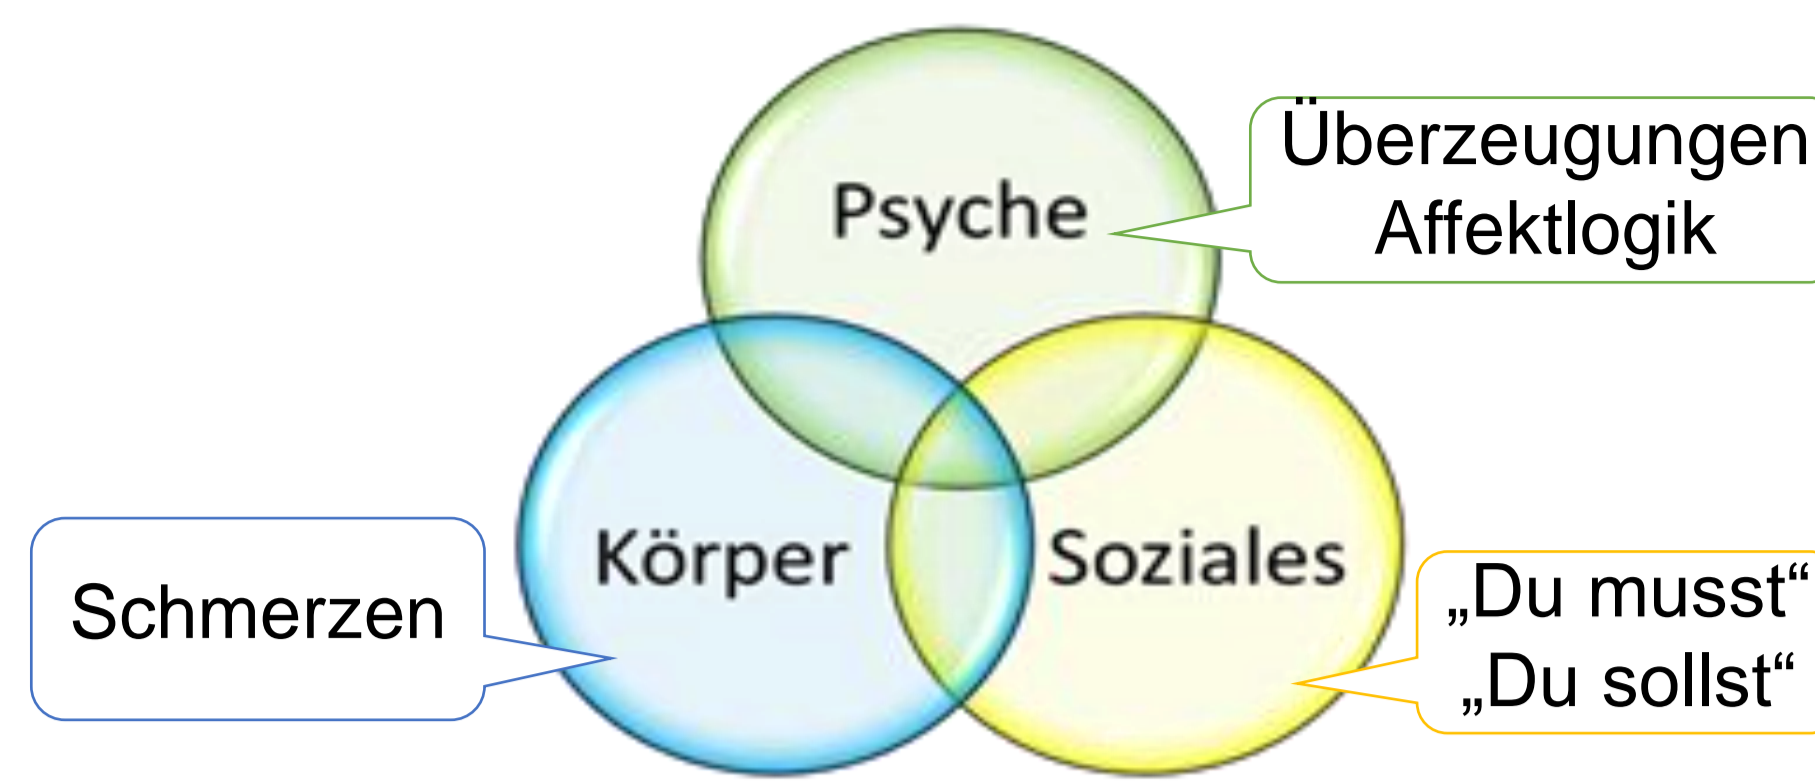 Psyche
Überzeugungen
Affektlogik
Körper
Soziales
Schmerzen
„Du musst“
„Du sollst“